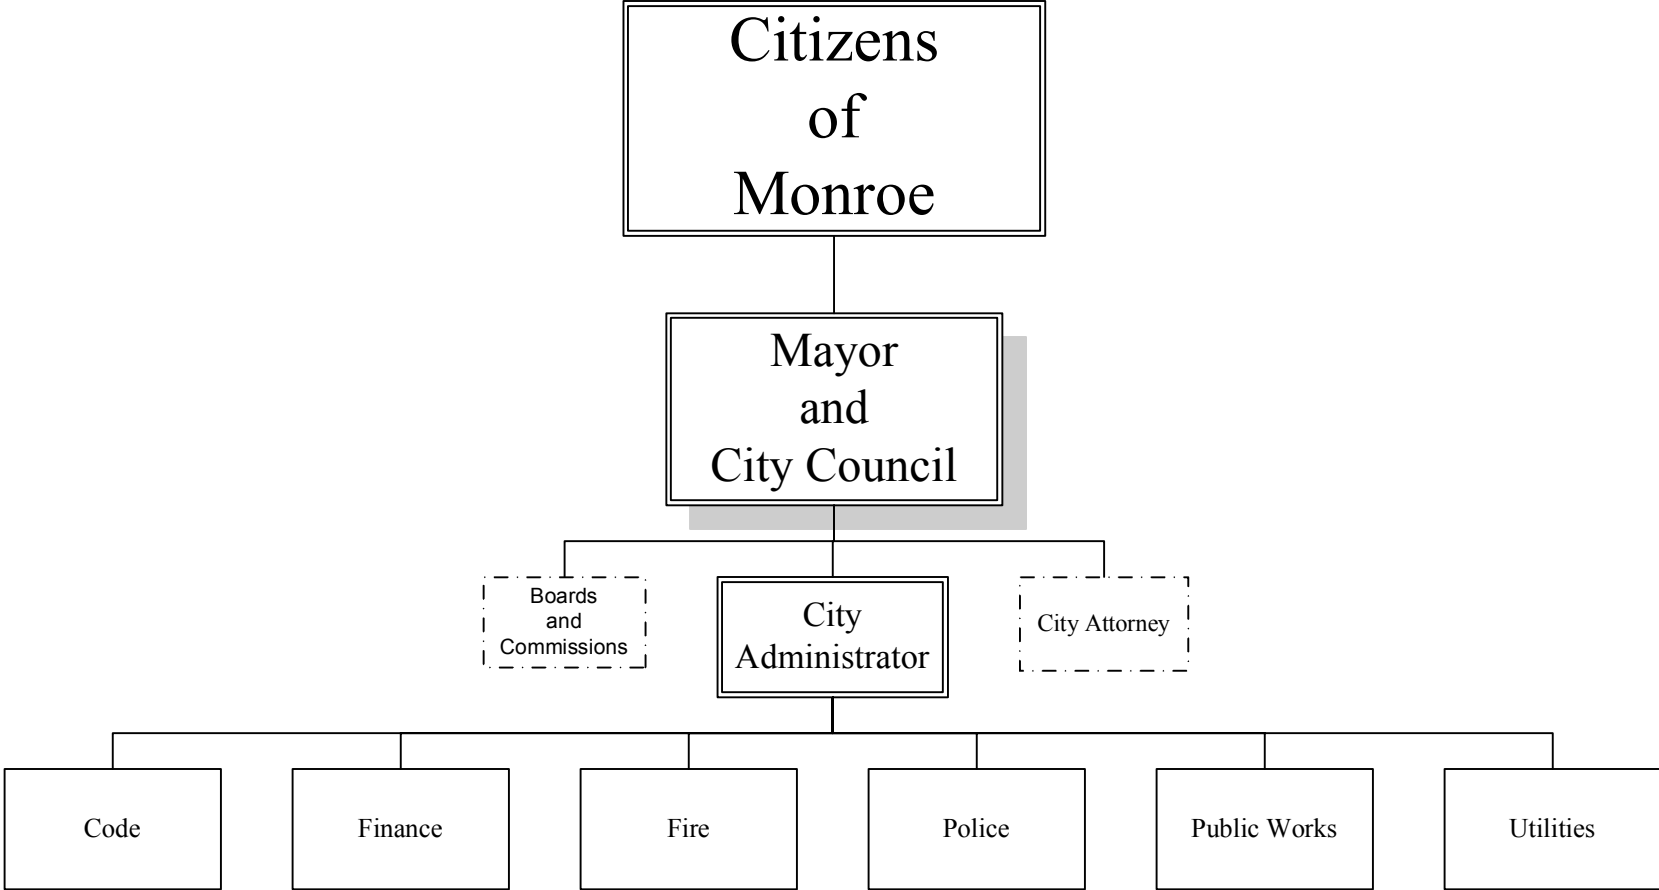 Citizens
of
Monroe
Mayor
and
City Council
Boards
and
Commissions
City
Administrator
City Attorney
Code
Finance
Fire
Police
Public Works
Utilities